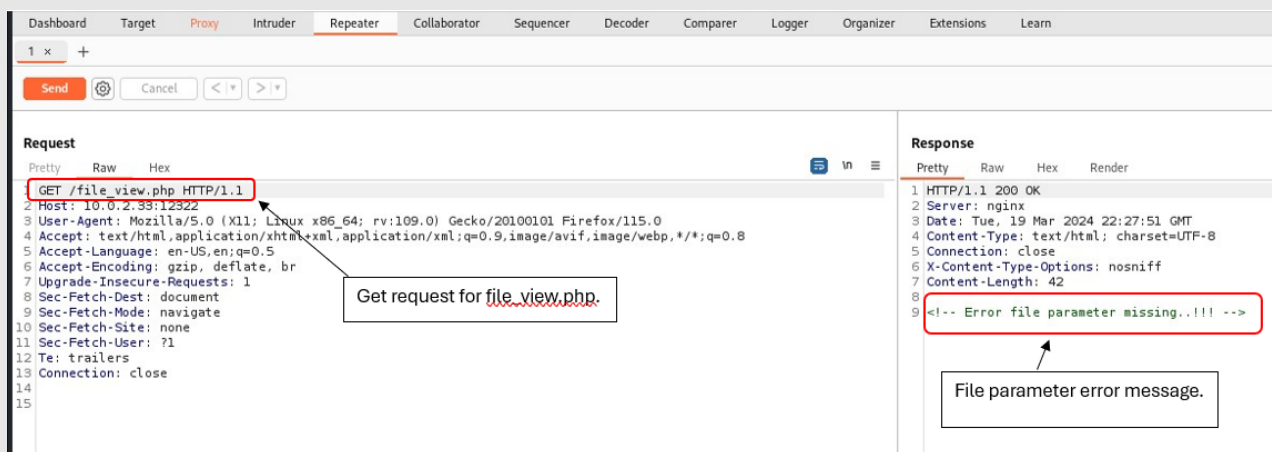 Dashboard Target Proxy Intruder Repeater Collaborator Sequencer Decoder Comparer Logger Organizer Extensions Learn
1 × +
Send Cancel < > 
Request
Pretty Raw Hex
\n
1 GET /file_view.php HTTP/1.1
2 Host: 10.0.2.33:12322
3 User-Agent: Mozilla/5.0 (X11; Linux x86_64; rv:109.0) Gecko/20100101 Firefox/115.0
4 Accept: text/html,application/xhtml+xml,application/xml;q=0.9,image/avif,image/webp,*/*;q=0.8
5 Accept-Language: en-US,en;q=0.5
6 Accept-Encoding: gzip, deflate, br
7 Upgrade-Insecure-Requests: 1
8 Sec-Fetch-Dest: document
9 Sec-Fetch-Mode: navigate
10 Sec-Fetch-Site: none
11 Sec-Fetch-User: ?1
12 Te: trailers
13 Connection: close
14
15
Get request for file_view.php.
Response
Pretty Raw Hex Render
1 HTTP/1.1 200 OK
2 Server: nginx
3 Date: Tue, 19 Mar 2024 22:27:51 GMT
4 Content-Type: text/html; charset=UTF-8
5 Connection: close
6 X-Content-Type-Options: nosniff
7 Content-Length: 42
8
9 <!-- Error file parameter missing..!!! -->
File parameter error message.